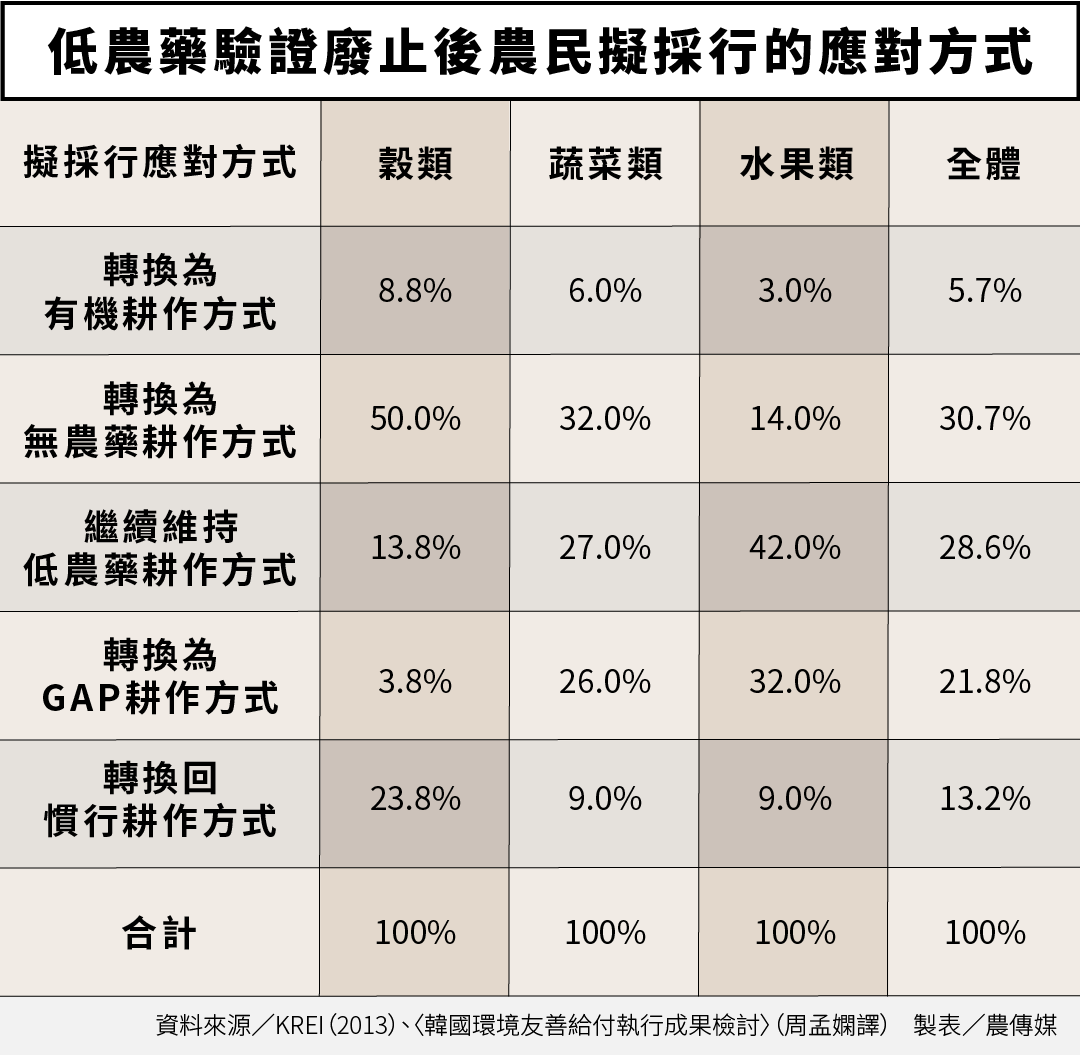 低農藥驗證廢止後農民擬採行的應對方式
擬採行應對方式 穀類 蔬菜類 水果類 全體
轉換為
有機耕作方式 8.8% 6.0% 3.0% 5.7%
轉換為
無農藥耕作方式 50.0% 32.0% 14.0% 30.7%
繼續維持
低農藥耕作方式 13.8% 27.0% 42.0% 28.6%
轉換為
GAP耕作方式 3.8% 26.0% 32.0% 21.8%
轉換回
慣行耕作方式 23.8% 9.0% 9.0% 13.2%
合計 100% 100% 100% 100%
資料來源／KREI（2013）、〈韓國環境友善給付執行成果檢討〉（周孟嫻譯） 製表／農傳媒